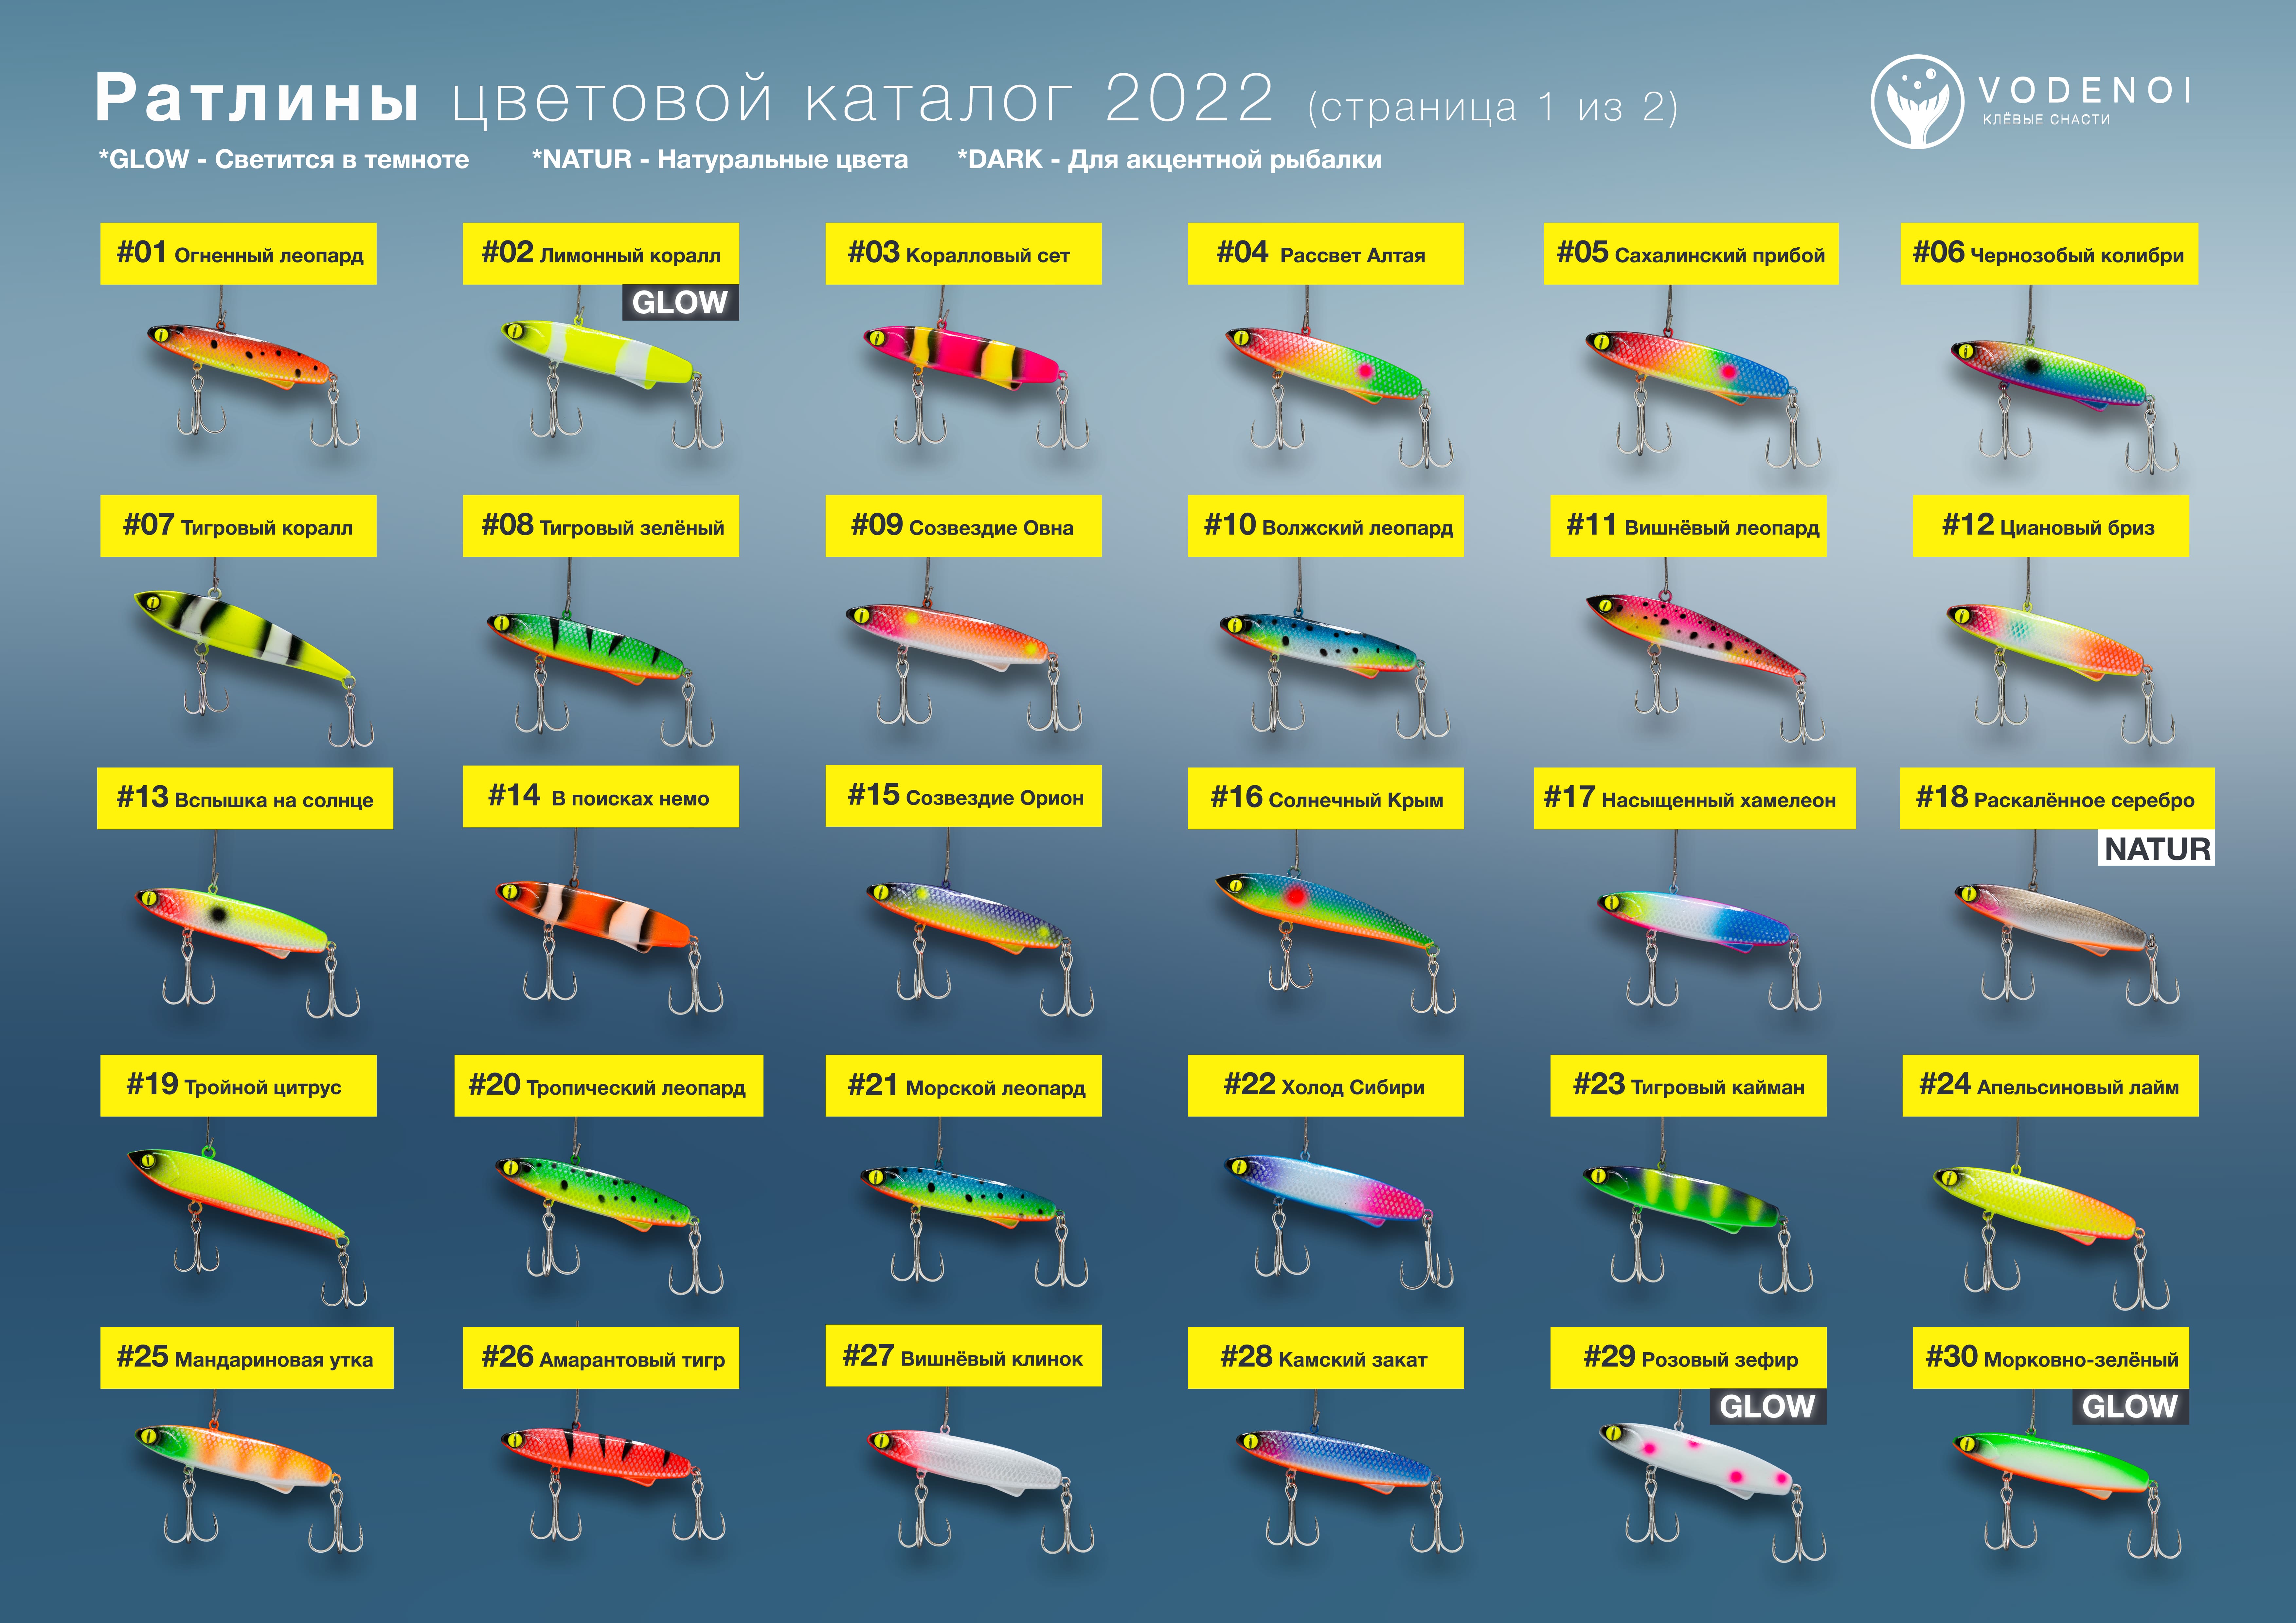 Ратлины цветовой каталог 2022 (страница 1 из 2)
VODENOI
КЛЁВЫЕ СНАСТИ
*GLOW - Светится в темноте *NATUR - Натуральные цвета *DARK - Для акцентной рыбалки
#01 Огненный леопард
#02 Лимонный коралл
GLOW
#03 Коралловый сет
#04 Рассвет Алтая
#05 Сахалинский прибой
#06 Чернозобый колибри
#07 Тигровый коралл
#08 Тигровый зелёный
#09 Созвездие Овна
#10 Волжский леопард
#11 Вишнёвый леопард
#12 Циановый бриз
#13 Вспышка на солнце
#14 В поисках немо
#15 Созвездие Орион
#16 Солнечный Крым
#17 Насыщенный хамелеон
#18 Раскалённое серебро
NATUR
#19 Тройной цитрус
#20 Тропический леопард
#21 Морской леопард
#22 Холод Сибири
#23 Тигровый кайман
#24 Апельсиновый лайм
#25 Мандариновая утка
#26 Амарантовый тигр
#27 Вишнёвый клинок
#28 Камский закат
#29 Розовый зефир
GLOW
#30 Морковно-зелёный
GLOW